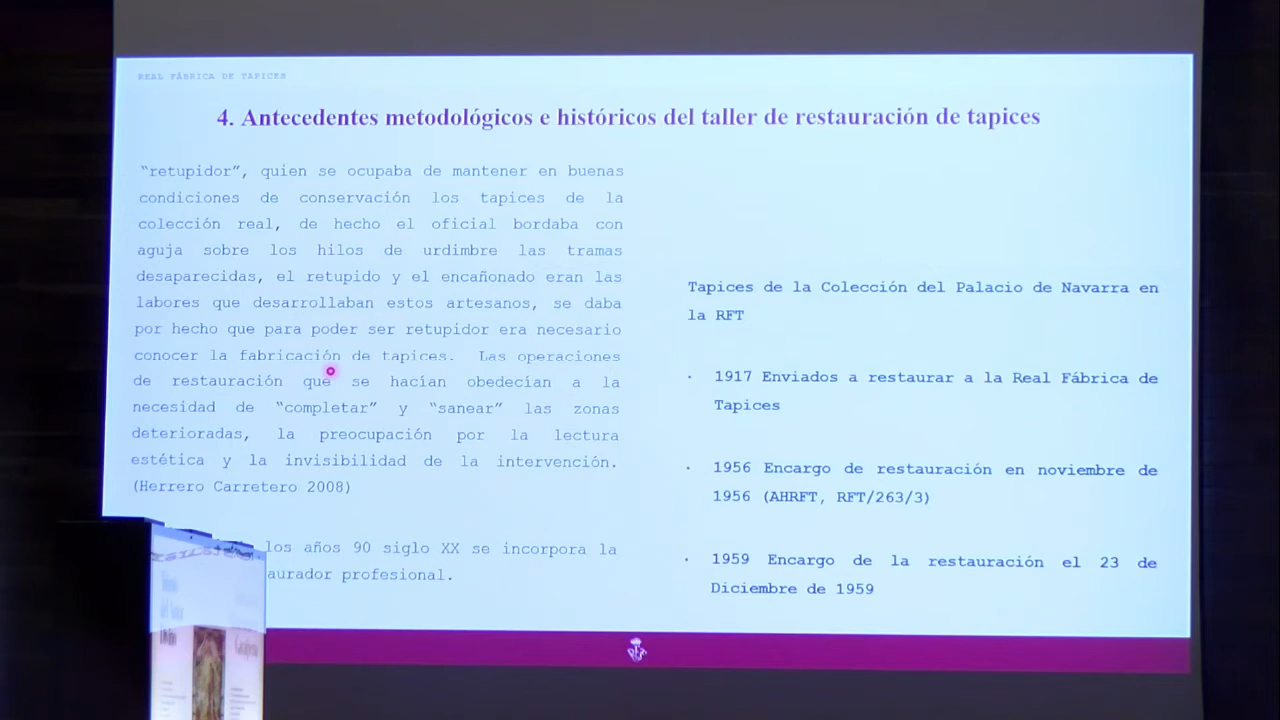 REAL FÁBRICA DE TAPICES
4. Antecedentes metodológicos e históricos del taller de restauración de tapices
“retupidor”, quien se ocupaba de mantener en buenas
condiciones de conservación los tapices de la
colección real, de hecho el oficial bordaba con
aguja sobre los hilos de urdimbre las tramas
desaparecidas, el retupido y el encañonado eran las
labores que desarrollaban estos artesanos, se daba
por hecho que para poder ser retupidor era necesario
conocer la fabricación de tapices. Las operaciones
de restauración que se hacían obedecían a la
necesidad de “completar” y “sanear” las zonas
deterioradas, la preocupación por la lectura
estética y la invisibilidad de la intervención.
(Herrero Carretero 2008)
los años 90 siglo XX se incorpora la
aurador profesional.
Tapices de la Colección del Palacio de Navarra en
la RFT
· 1917 Enviados a restaurar a la Real Fábrica de
Tapices
· 1956 Encargo de restauración en noviembre de
1956 (AHRFT, RFT/263/3)
· 1959 Encargo de la restauración el 23 de
Diciembre de 1959